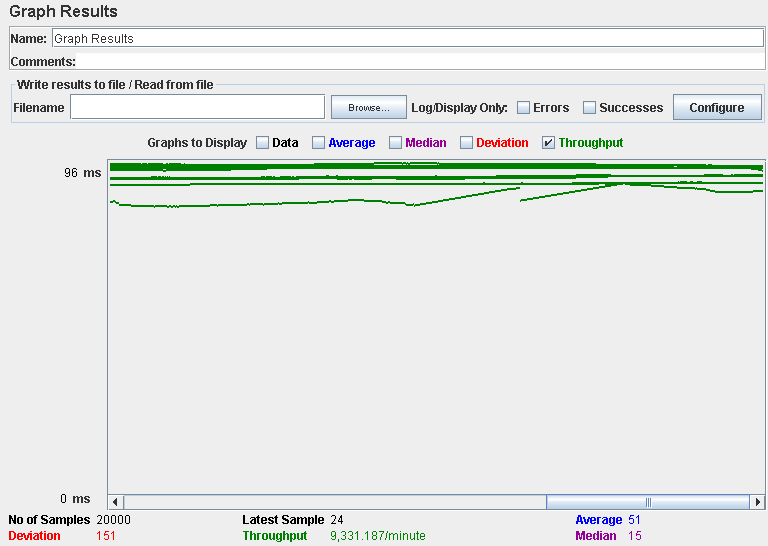 Graph Results
Name: Graph Results
Comments:
Write results to file / Read from file
Filename Browse... Log/Display Only: Errors Successes Configure
Graphs to Display Data Average Median Deviation Throughput
96 ms
0 ms
No of Samples 20000 Latest Sample 24 Average 51
Deviation 151 Throughput 9,331.187/minute Median 15